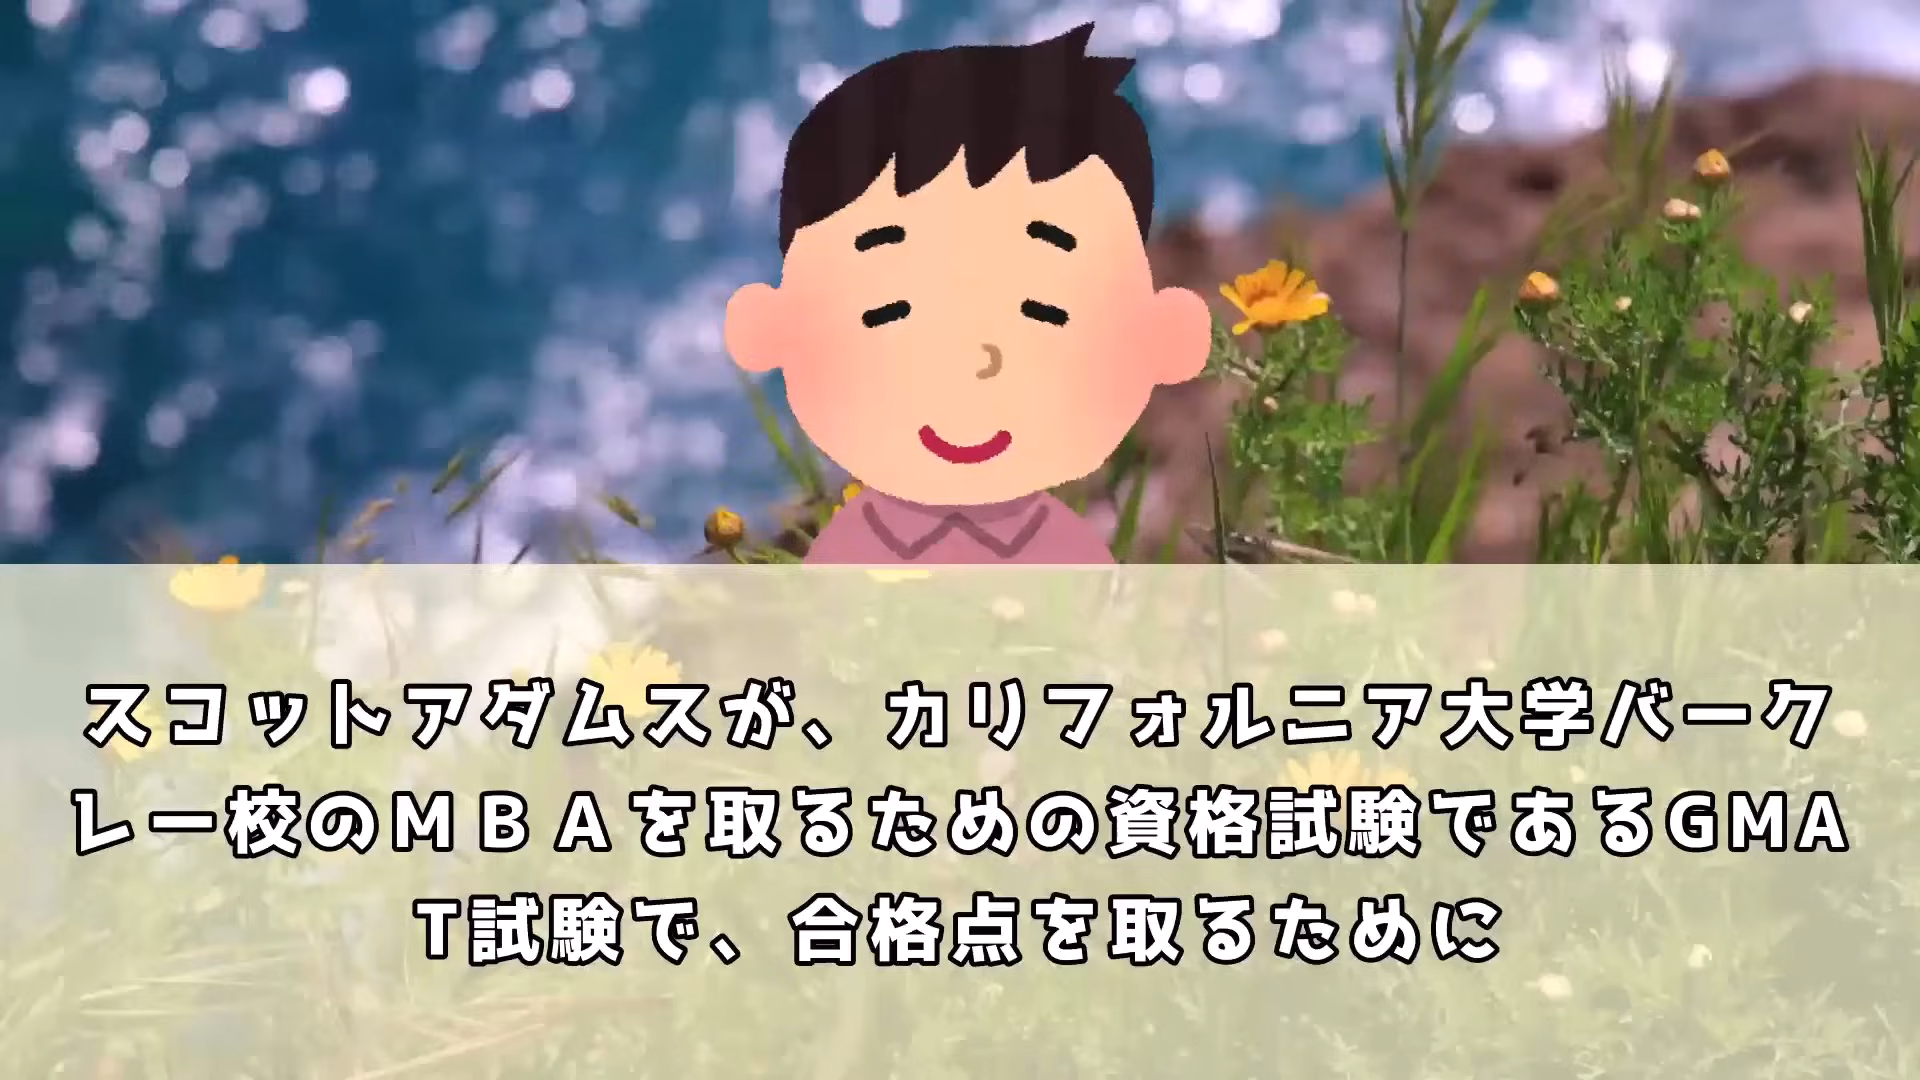 スコットアダムスが、カリフォルニア大学バーク
レー校のＭＢＡを取るための資格試験であるGMA
T試験で、合格点を取るために